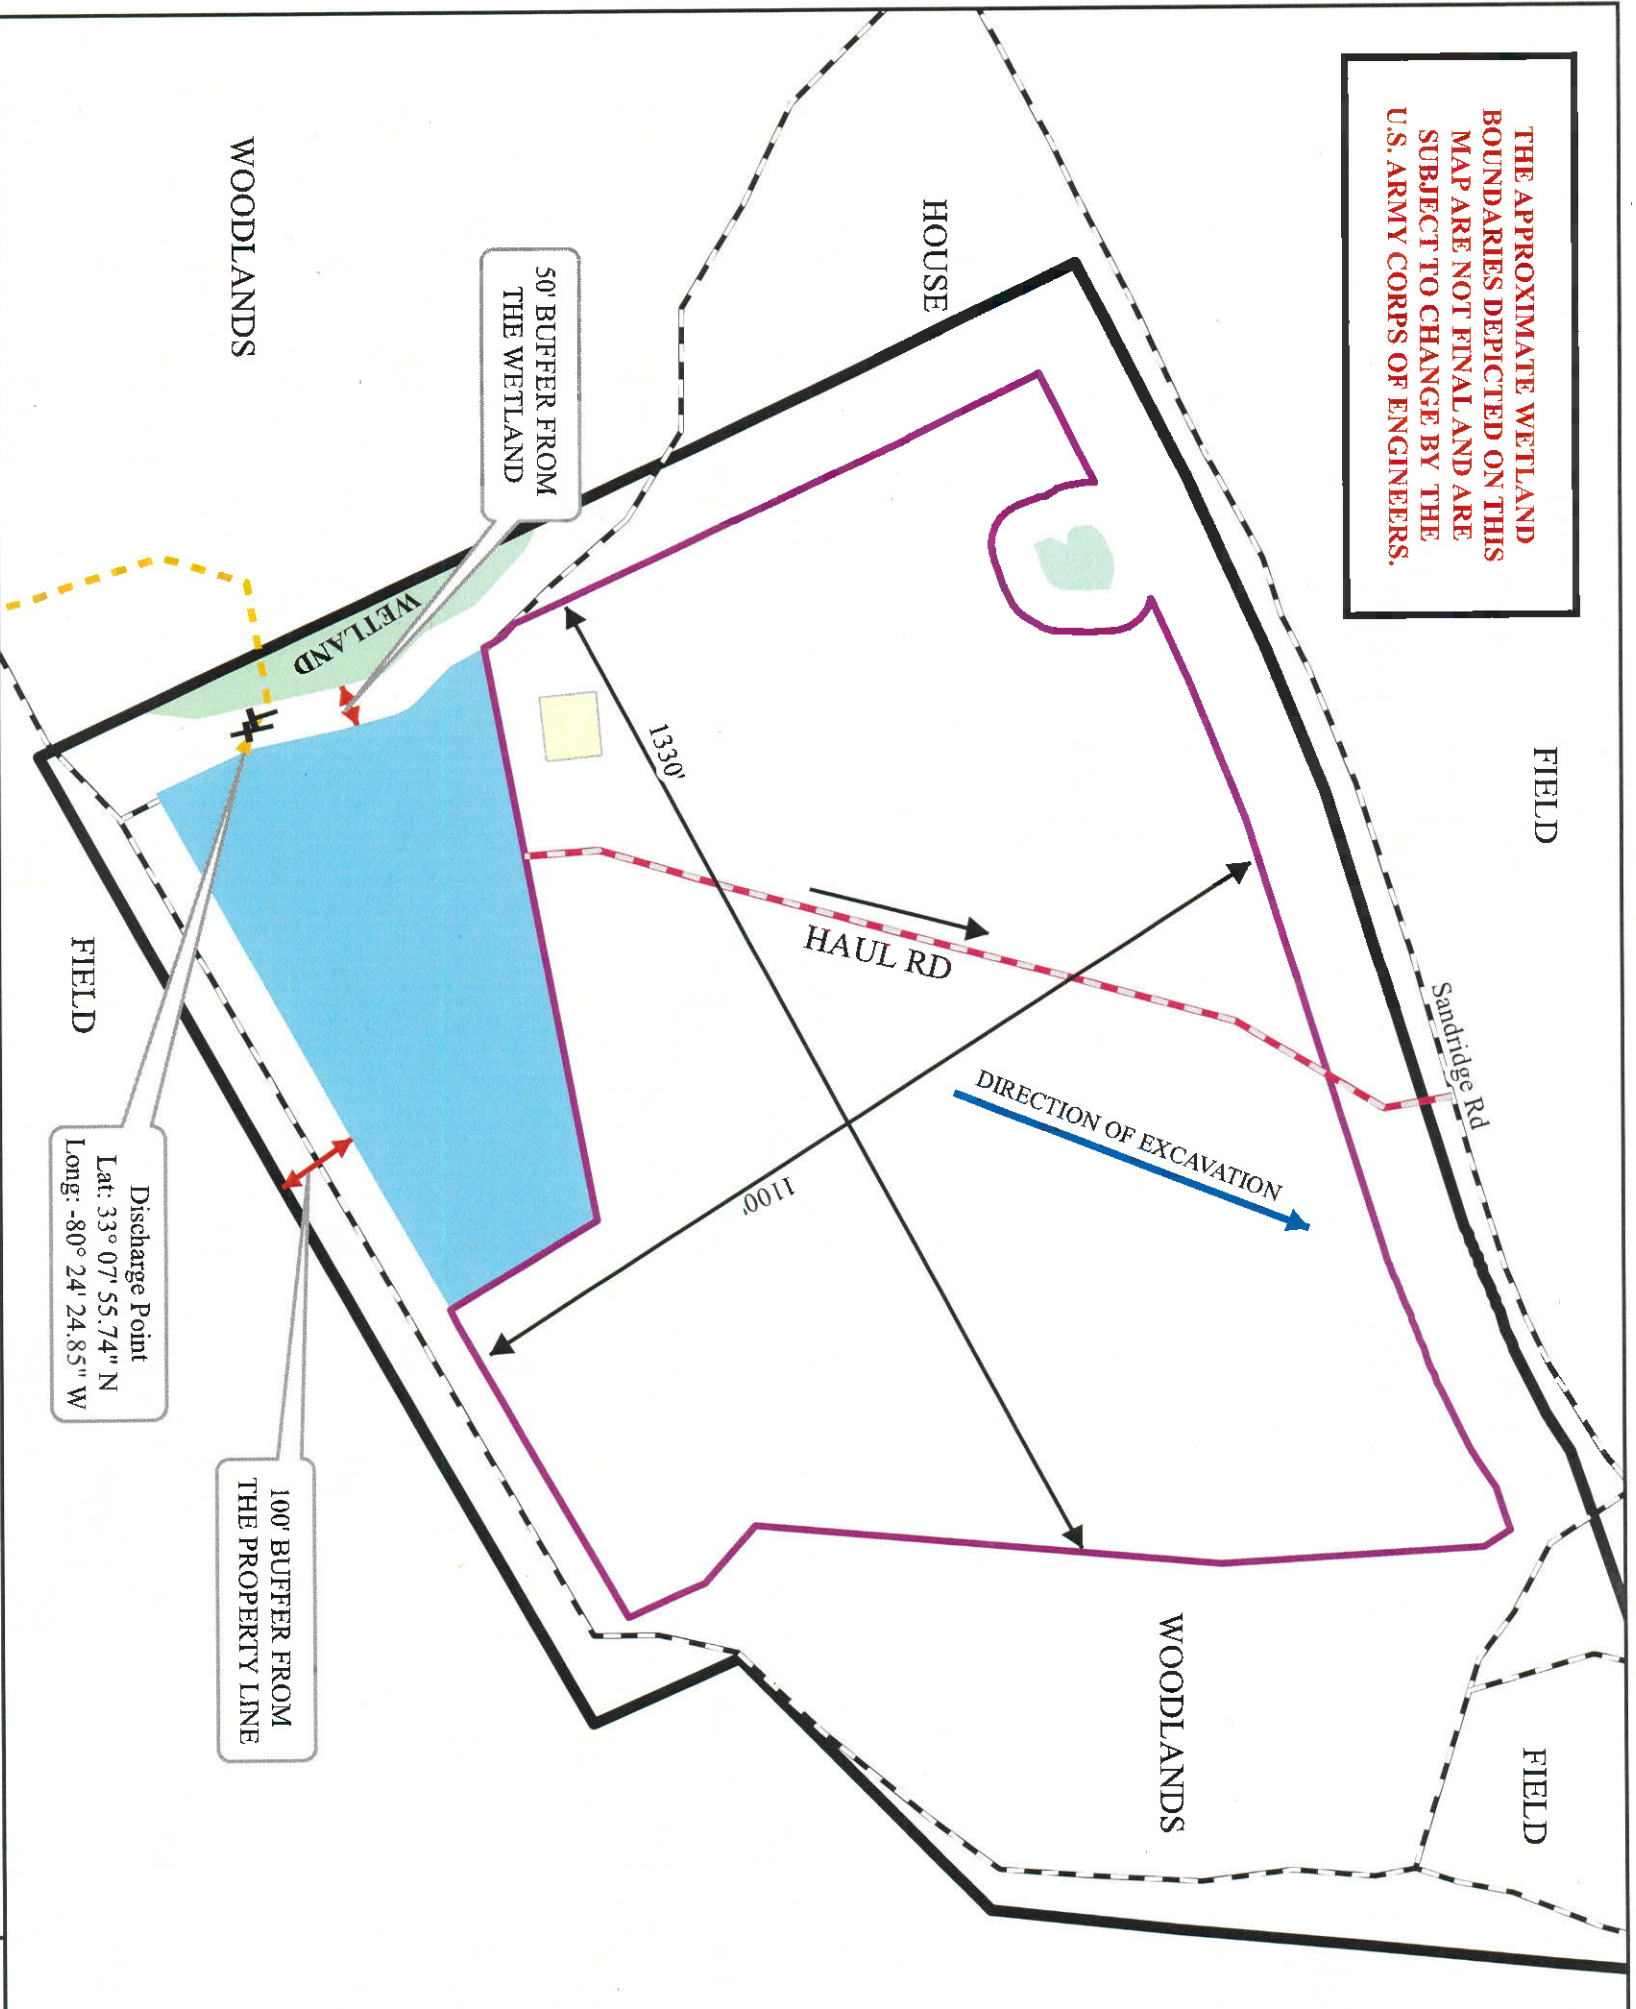 THE APPROXIMATE WETLAND
BOUNDARIES DEPICTED ON THIS
MAP ARE NOT FINAL AND ARE
SUBJECT TO CHANGE BY THE
U.S. ARMY CORPS OF ENGINEERS.
FIELD
Sandridge Rd
FIELD
HOUSE
DIRECTION OF EXCAVATION
WOODLANDS
HAUL RD
1330'
1100'
50' BUFFER FROM
THE WETLAND
WETLAND
WOODLANDS
100' BUFFER FROM
THE PROPERTY LINE
FIELD
Discharge Point
Lat: 33° 07' 55.74" N
Long: -80° 24' 24.85" W